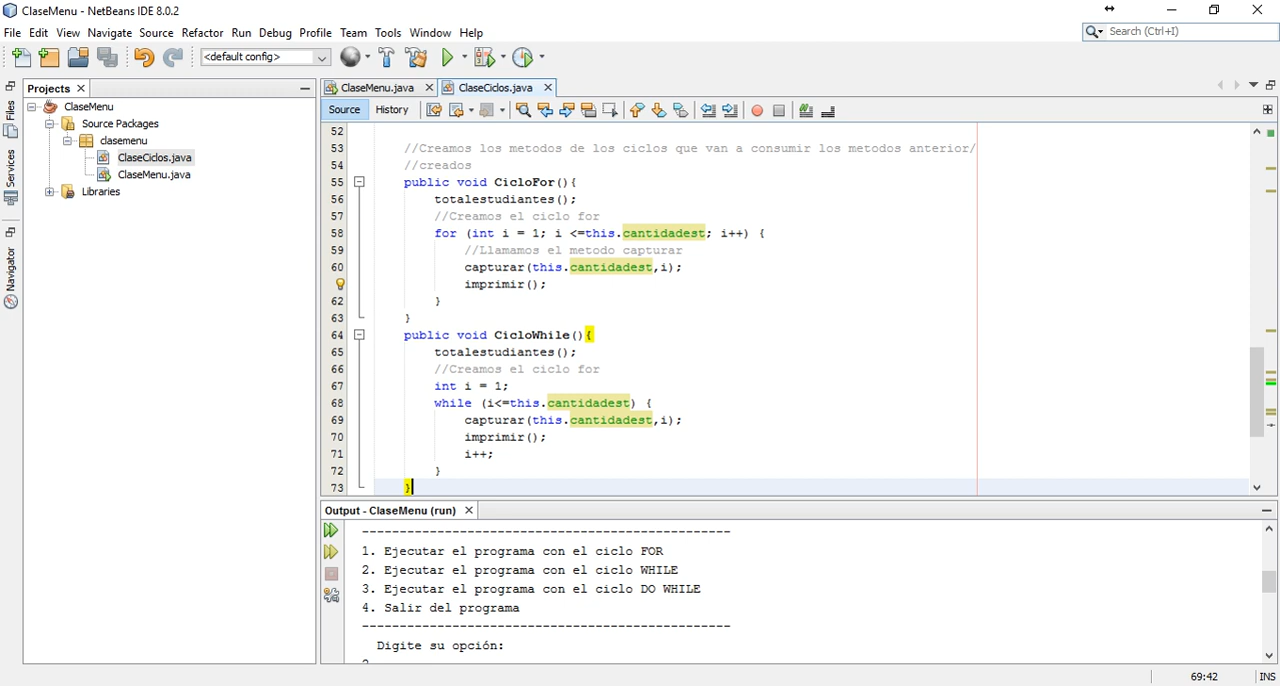 ClaseMenu - NetBeans IDE 8.0.2
File Edit View Navigate Source Refactor Run Debug Profile Team Tools Window Help
Search (Ctrl+I)
<default config>
Projects
ClaseMenu
Source Packages
clasemenu
ClaseCiclos.java
ClaseMenu.java
Libraries
Files
Services
Navigator
ClaseMenu.java ClaseCiclos.java
Source History
52
53 //Creamos los metodos de los ciclos que van a consumir los metodos anterior/
54 //creados
55 public void CicloFor(){
56 totalestudiantes();
57 //Creamos el ciclo for
58 for (int i = 1; i <=this.cantidadest; i++) {
59 //Llamamos el metodo capturar
60 capturar(this.cantidadest,i);
imprimir();
62 }
63 }
64 public void CicloWhile(){
65 totalestudiantes();
66 //Creamos el ciclo for
67 int i = 1;
68 while (i<=this.cantidadest) {
69 capturar(this.cantidadest,i);
70 imprimir();
71 i++;
72 }
73 }
Output - ClaseMenu (run)
-------------------------------------------------
1. Ejecutar el programa con el ciclo FOR
2. Ejecutar el programa con el ciclo WHILE
3. Ejecutar el programa con el ciclo DO WHILE
4. Salir del programa
-------------------------------------------------
Digite su opción:
69:42 INS